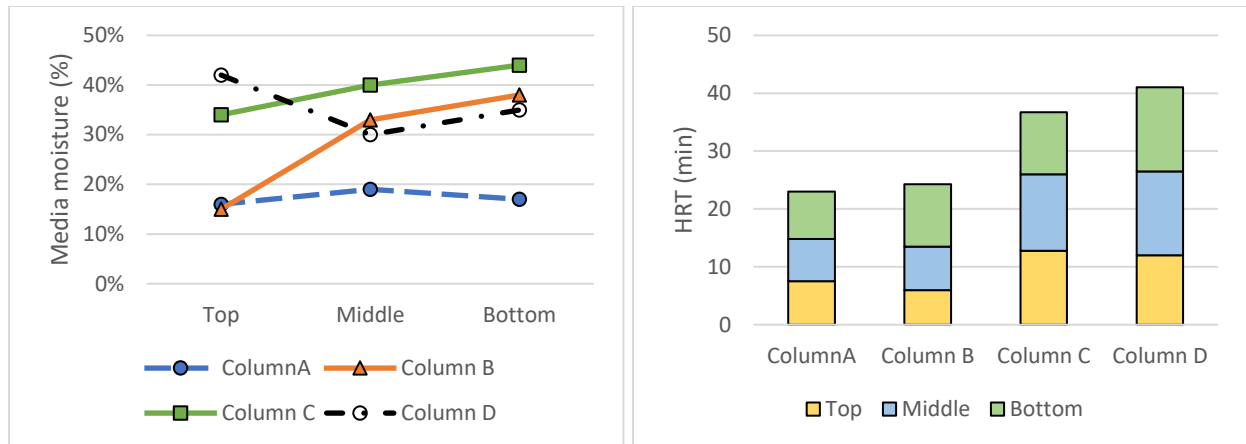 50%
40%
30%
20%
10%
0%
Media moisture (%)
Top Middle Bottom
ColumnA Column B
Column C Column D
50
40
30
20
10
0
HRT (min)
ColumnA Column B Column C Column D
Top Middle Bottom